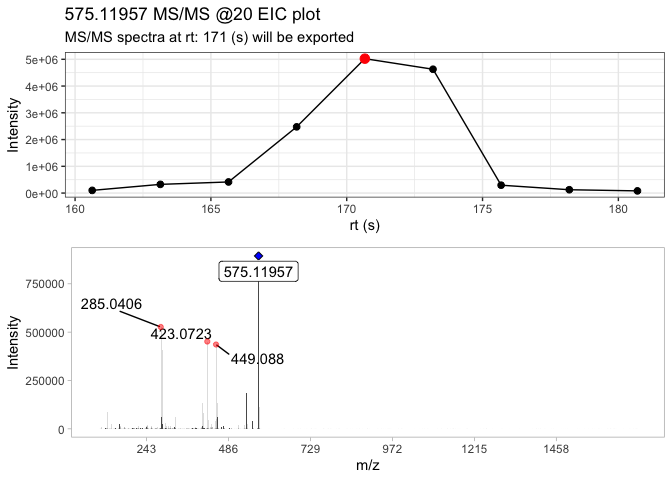 575.11957 MS/MS @20 EIC plot
MS/MS spectra at rt: 171 (s) will be exported
5e+06
4e+06
3e+06
2e+06
1e+06
0e+00
Intensity
160
165
170
175
180
rt (s)
575.11957
285.0406
423.0723
449.088
750000
500000
250000
0
Intensity
243
486
729
972
1215
1458
m/z